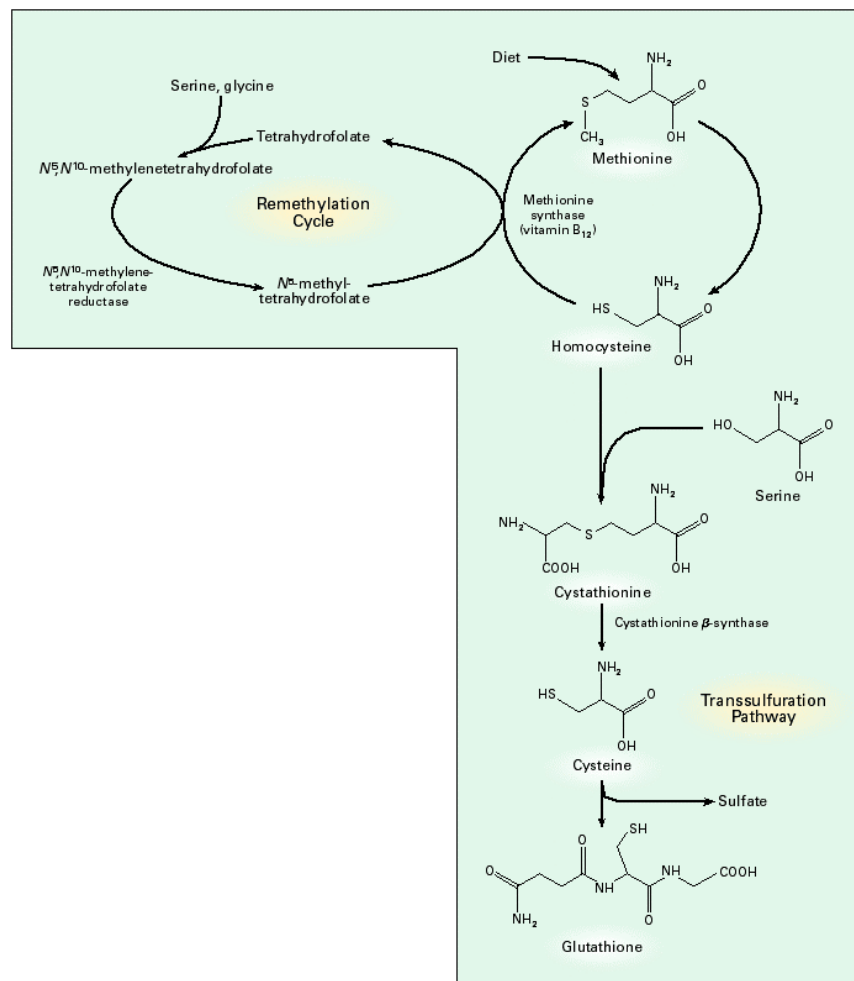 Diet
NH₂
O
S
OH
CH₃
Methionine
Serine, glycine
Tetrahydrofolate
N⁵,N¹⁰-methylenetetrahydrofolate
Remethylation
Cycle
Methionine
synthase
(vitamin B₁₂)
N⁵,N¹⁰-methylene-
tetrahydrofolate
reductase
N⁵-methyl-
tetrahydrofolate
NH₂
HS
O
OH
Homocysteine
NH₂
HO
O
OH
Serine
NH₂
NH₂
S
O
COOH
OH
Cystathionine
Cystathionine β-synthase
NH₂
HS
O
OH
Cysteine
Transsulfuration
Pathway
Sulfate
SH
O
O
NH
NH
COOH
NH₂
O
O
Glutathione